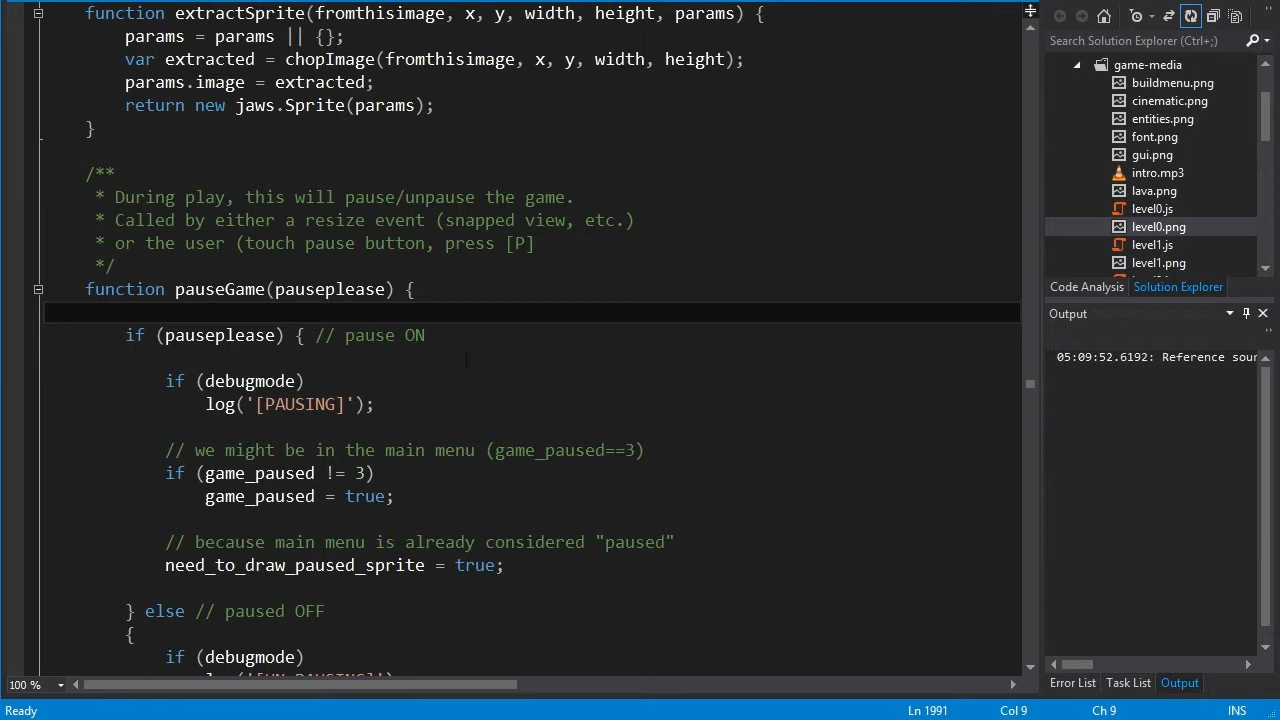 function extractSprite(fromthisimage, x, y, width, height, params) {
params = params || {};
var extracted = chopImage(fromthisimage, x, y, width, height);
params.image = extracted;
return new jaws.Sprite(params);
}
/**
* During play, this will pause/unpause the game.
* Called by either a resize event (snapped view, etc.)
* or the user (touch pause button, press [P]
*/
function pauseGame(pauseplease) {
if (pauseplease) { // pause ON
if (debugmode)
log('[PAUSING]');
// we might be in the main menu (game_paused==3)
if (game_paused != 3)
game_paused = true;
// because main menu is already considered "paused"
need_to_draw_paused_sprite = true;
} else // paused OFF
{
if (debugmode)
100 %
Search Solution Explorer (Ctrl+;)
game-media
buildmenu.png
cinematic.png
entities.png
font.png
gui.png
intro.mp3
lava.png
level0.js
level0.png
level1.js
level1.png
Code Analysis Solution Explorer
Output
05:09:52.6192: Reference sour
Error List Task List Output
Ready Ln 1991 Col 9 Ch 9 INS